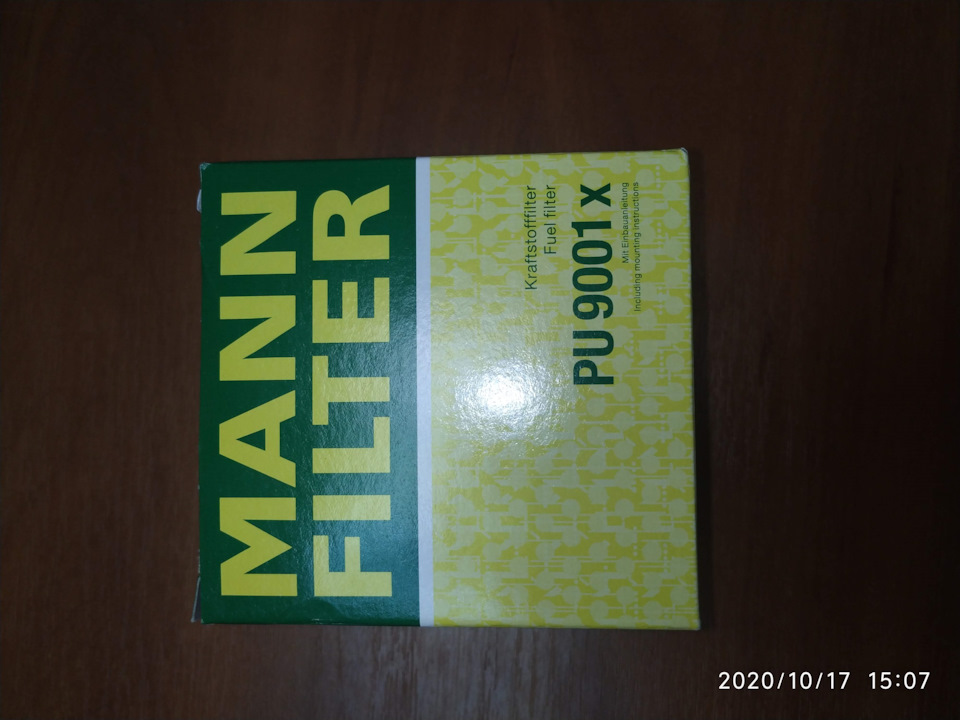 MANN
FILTER
Kraftstofffilter
Fuel filter
PU 9001 x
Mit Einbauanleitung
Including mounting instructions
2020/10/17 15:07